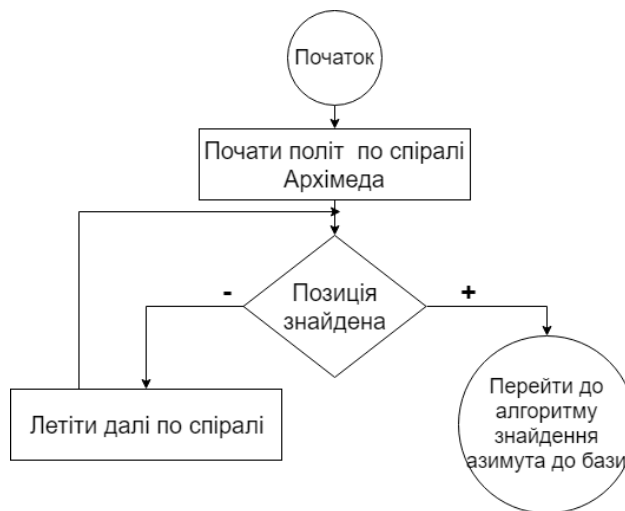 Початок
Почати політ по спіралі
Архімеда
Позиція
знайдена
-
+
Летіти далі по спіралі
Перейти до
алгоритму
знайдення
азимута до бази